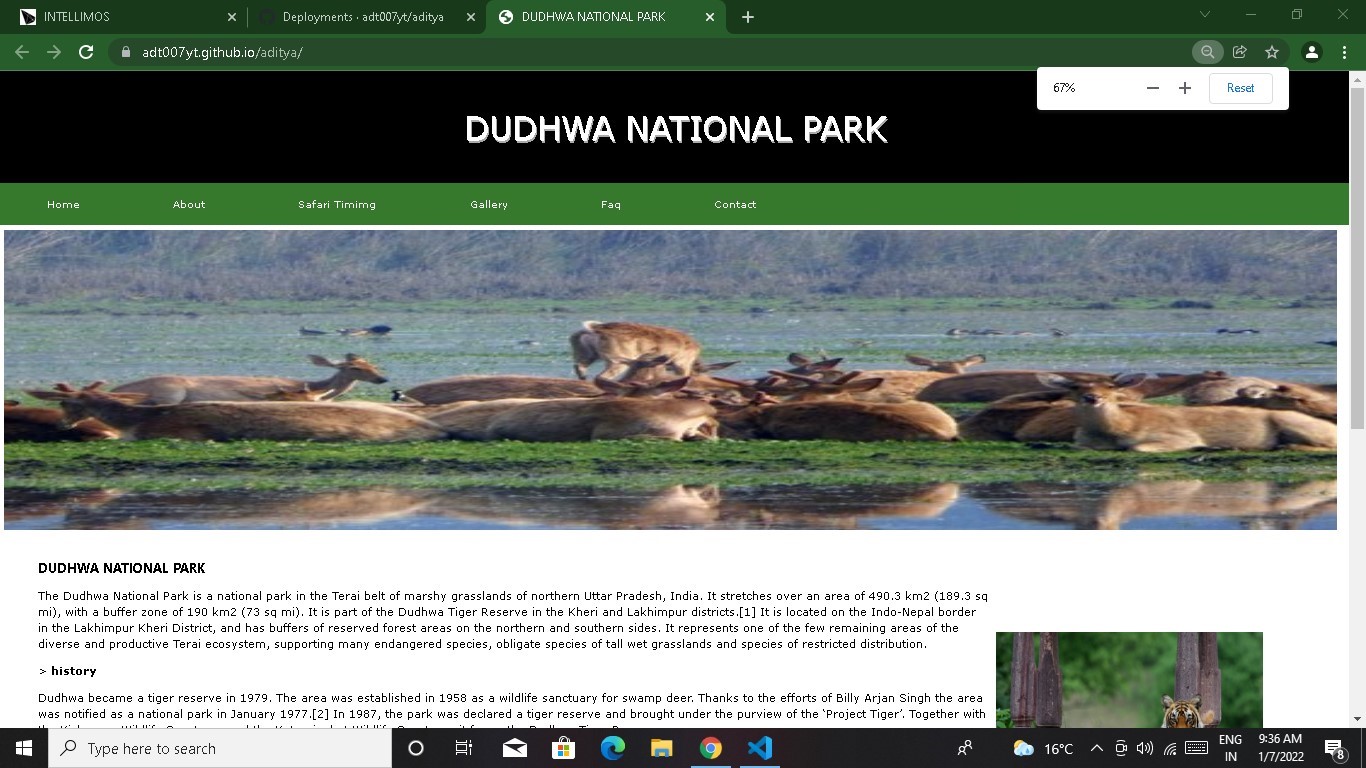 INTELLIMOS
Deployments · adt007yt/aditya
DUDHWA NATIONAL PARK
adt007yt.github.io/aditya/
67%
Reset
DUDHWA NATIONAL PARK
Home
About
Safari Timimg
Gallery
Faq
Contact
DUDHWA NATIONAL PARK
The Dudhwa National Park is a national park in the Terai belt of marshy grasslands of northern Uttar Pradesh, India. It stretches over an area of 490.3 km2 (189.3 sq
mi), with a buffer zone of 190 km2 (73 sq mi). It is part of the Dudhwa Tiger Reserve in the Kheri and Lakhimpur districts.[1] It is located on the Indo-Nepal border
in the Lakhimpur Kheri District, and has buffers of reserved forest areas on the northern and southern sides. It represents one of the few remaining areas of the
diverse and productive Terai ecosystem, supporting many endangered species, obligate species of tall wet grasslands and species of restricted distribution.
> history
Dudhwa became a tiger reserve in 1979. The area was established in 1958 as a wildlife sanctuary for swamp deer. Thanks to the efforts of Billy Arjan Singh the area
was notified as a national park in January 1977.[2] In 1987, the park was declared a tiger reserve and brought under the purview of the ‘Project Tiger’. Together with
Type here to search
16°C
ENG
IN
9:36 AM
1/7/2022
8